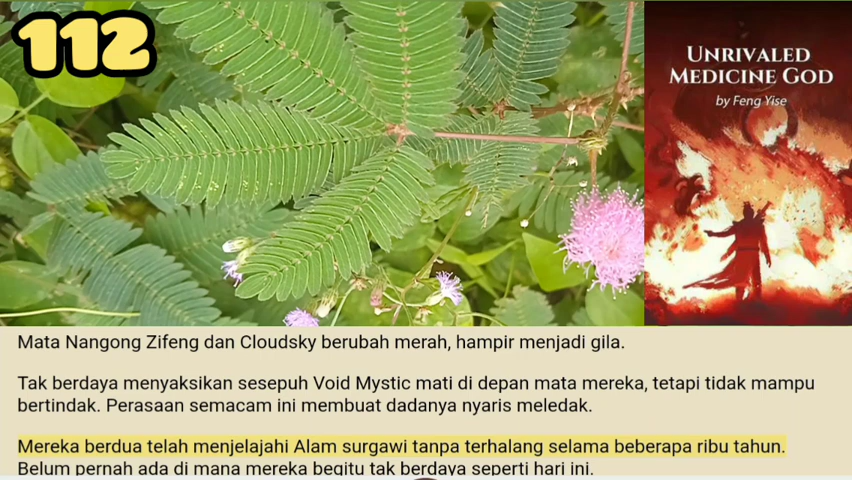 112
UNRIVALED
MEDICINE GOD
by Feng Yise
Mata Nangong Zifeng dan Cloudsky berubah merah, hampir menjadi gila.
Tak berdaya menyaksikan sesepuh Void Mystic mati di depan mata mereka, tetapi tidak mampu
bertindak. Perasaan semacam ini membuat dadanya nyaris meledak.
Mereka berdua telah menjelajahi Alam surgawi tanpa terhalang selama beberapa ribu tahun.
Belum pernah ada di mana mereka begitu tak berdaya seperti hari ini.